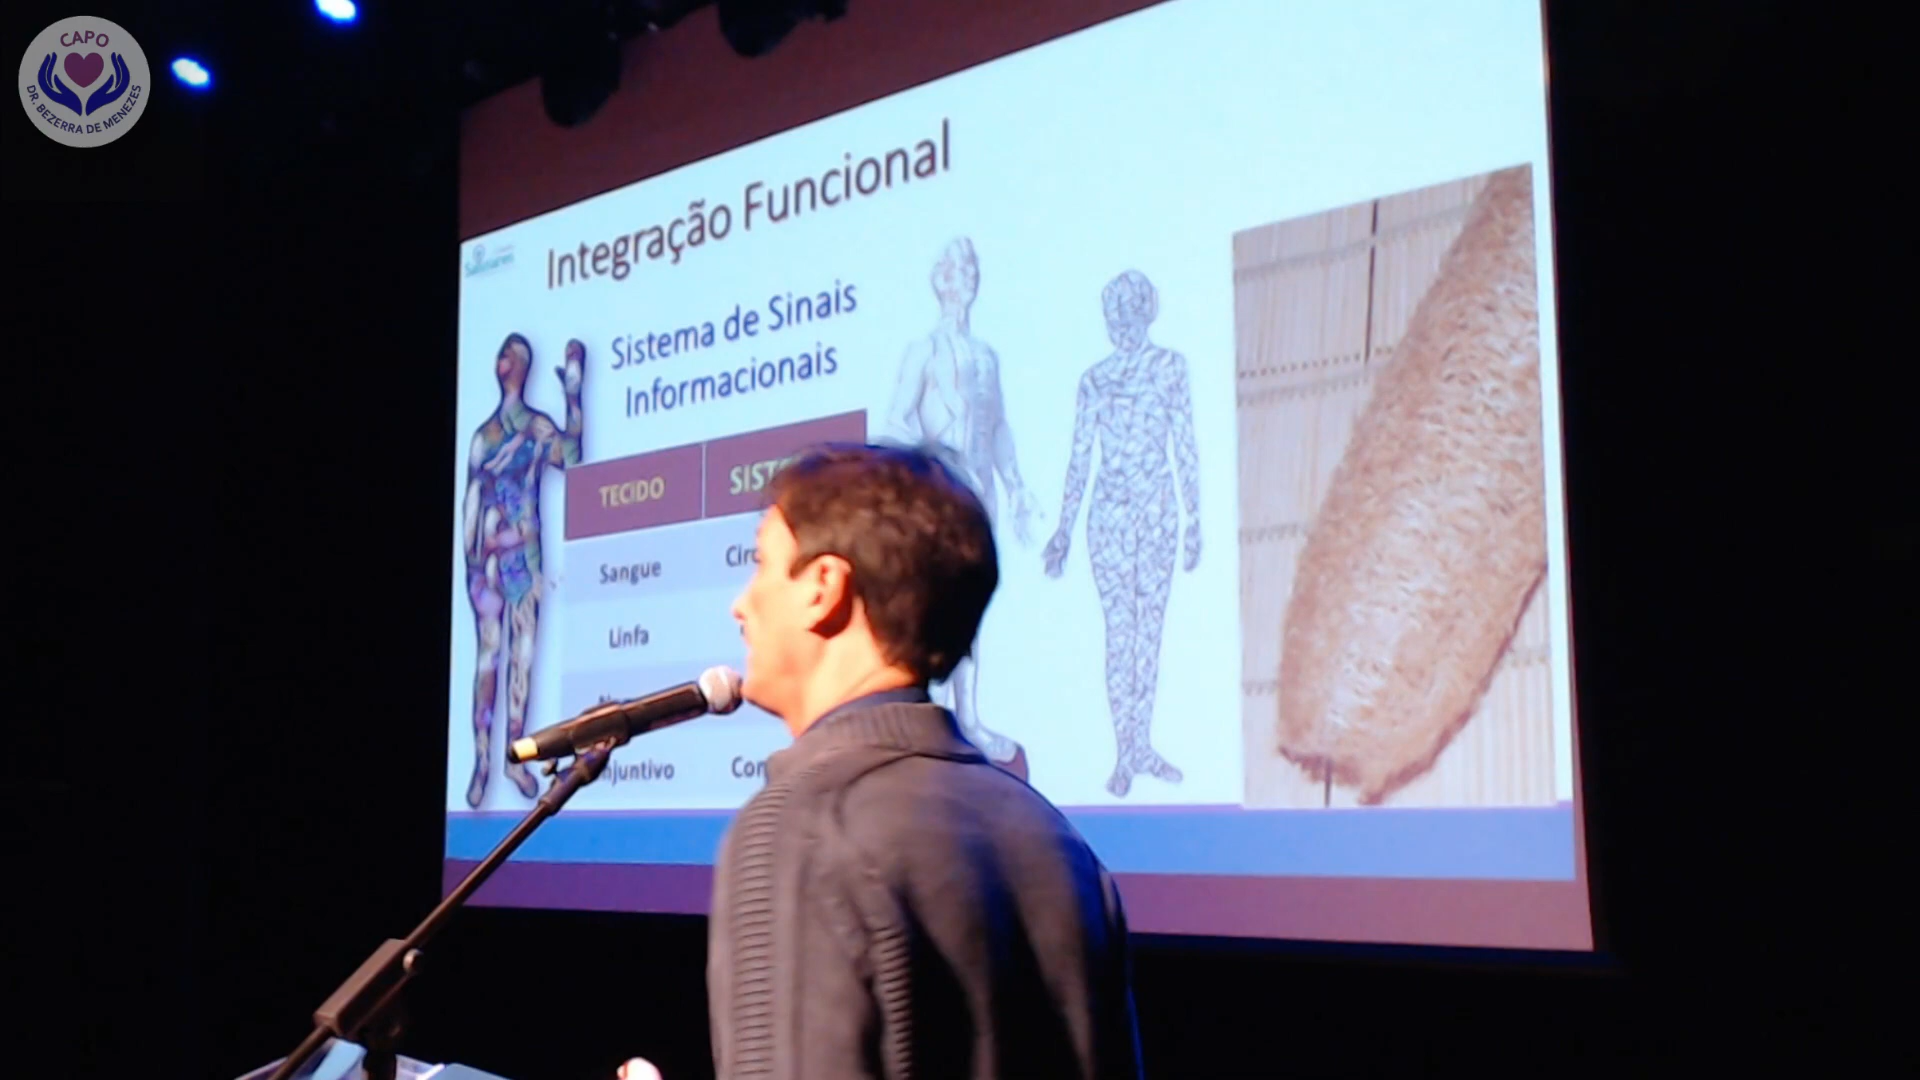 CAPO
DR. BEZERRA DE MENEZES
Integração Funcional
Sistema de Sinais
Informacionais
TECIDO
Sangue
Linfa